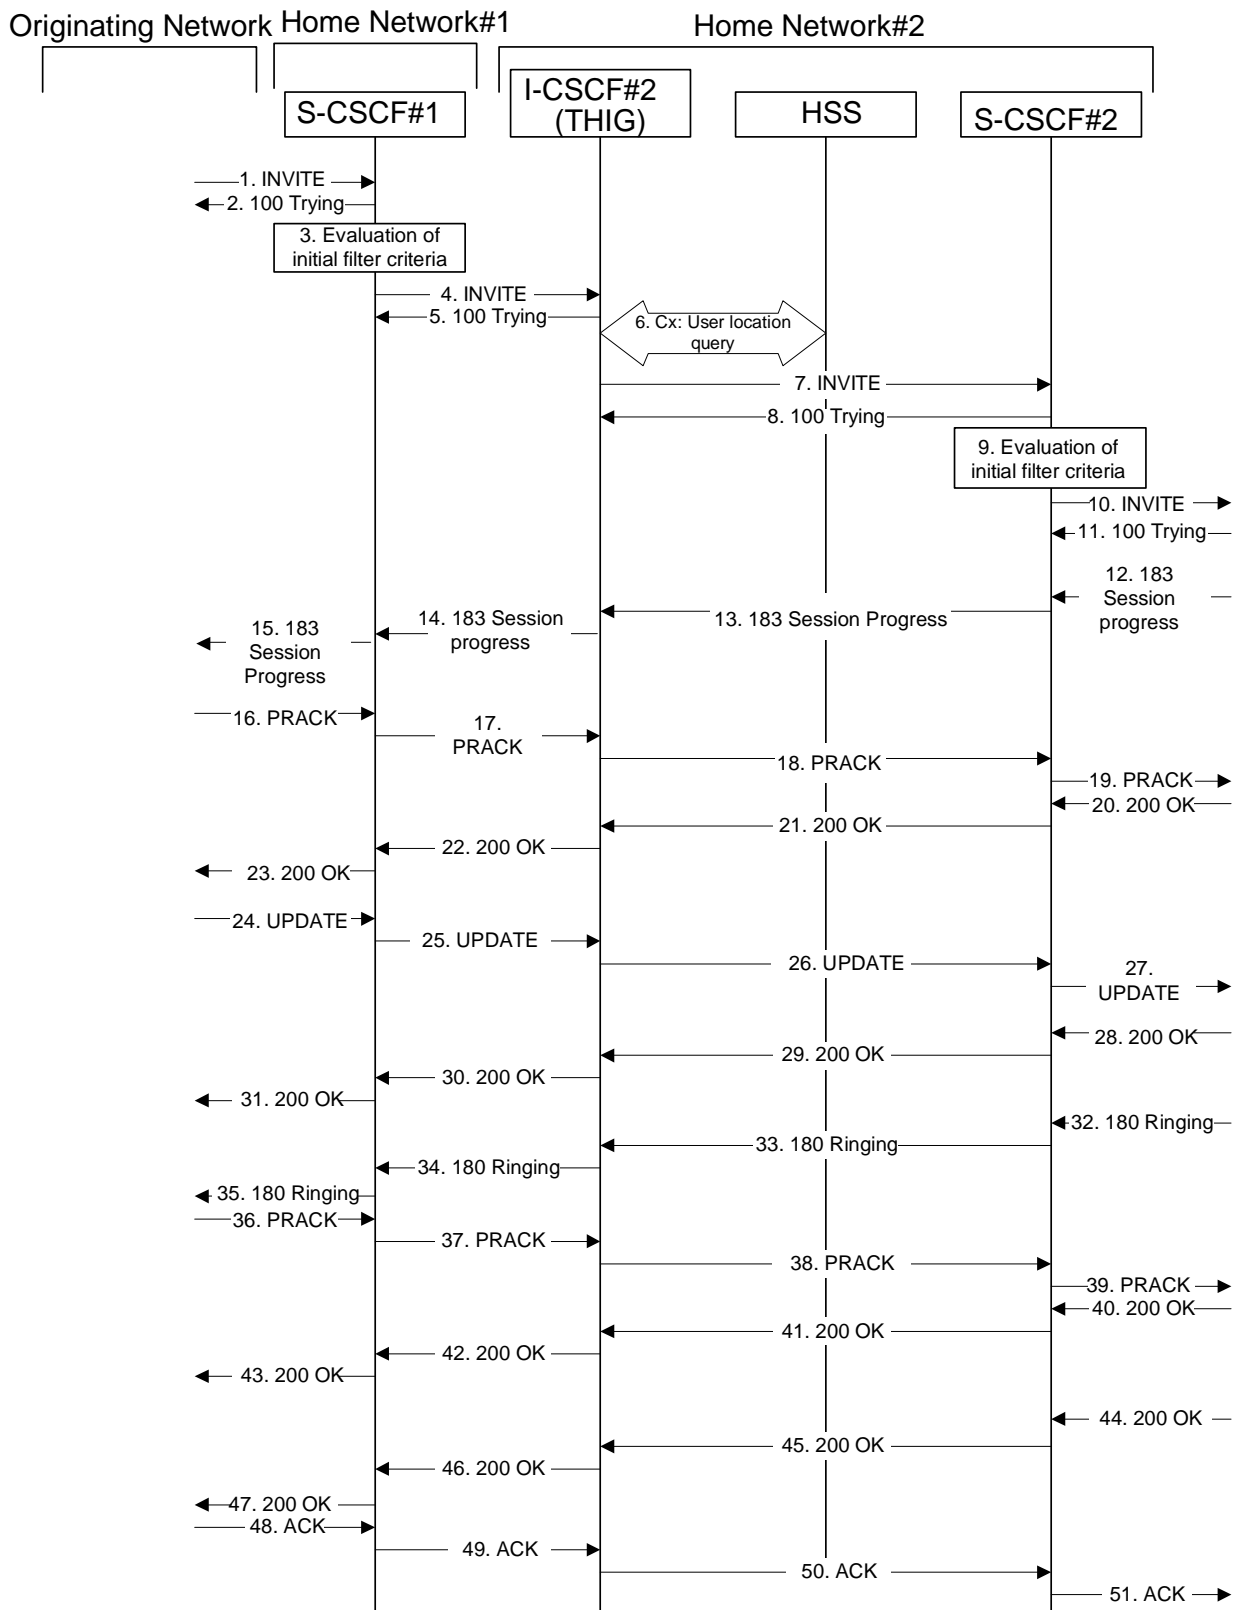 Originating Network
Home Network#1
Home Network#2
S-CSCF#1
I-CSCF#2
(THIG)
HSS
S-CSCF#2
1. INVITE
2. 100 Trying
3. Evaluation of
initial filter criteria
4. INVITE
5. 100 Trying
6. Cx: User location
query
7. INVITE
8. 100 Trying
9. Evaluation of
initial filter criteria
10. INVITE
11. 100 Trying
12. 183
Session
progress
13. 183 Session Progress
14. 183 Session
progress
15. 183
Session
Progress
16. PRACK
17.
PRACK
18. PRACK
19. PRACK
20. 200 OK
21. 200 OK
22. 200 OK
23. 200 OK
24. UPDATE
25. UPDATE
26. UPDATE
27.
UPDATE
28. 200 OK
29. 200 OK
30. 200 OK
31. 200 OK
32. 180 Ringing
33. 180 Ringing
34. 180 Ringing
35. 180 Ringing
36. PRACK
37. PRACK
38. PRACK
39. PRACK
40. 200 OK
41. 200 OK
42. 200 OK
43. 200 OK
44. 200 OK
45. 200 OK
46. 200 OK
47. 200 OK
48. ACK
49. ACK
50. ACK
51. ACK